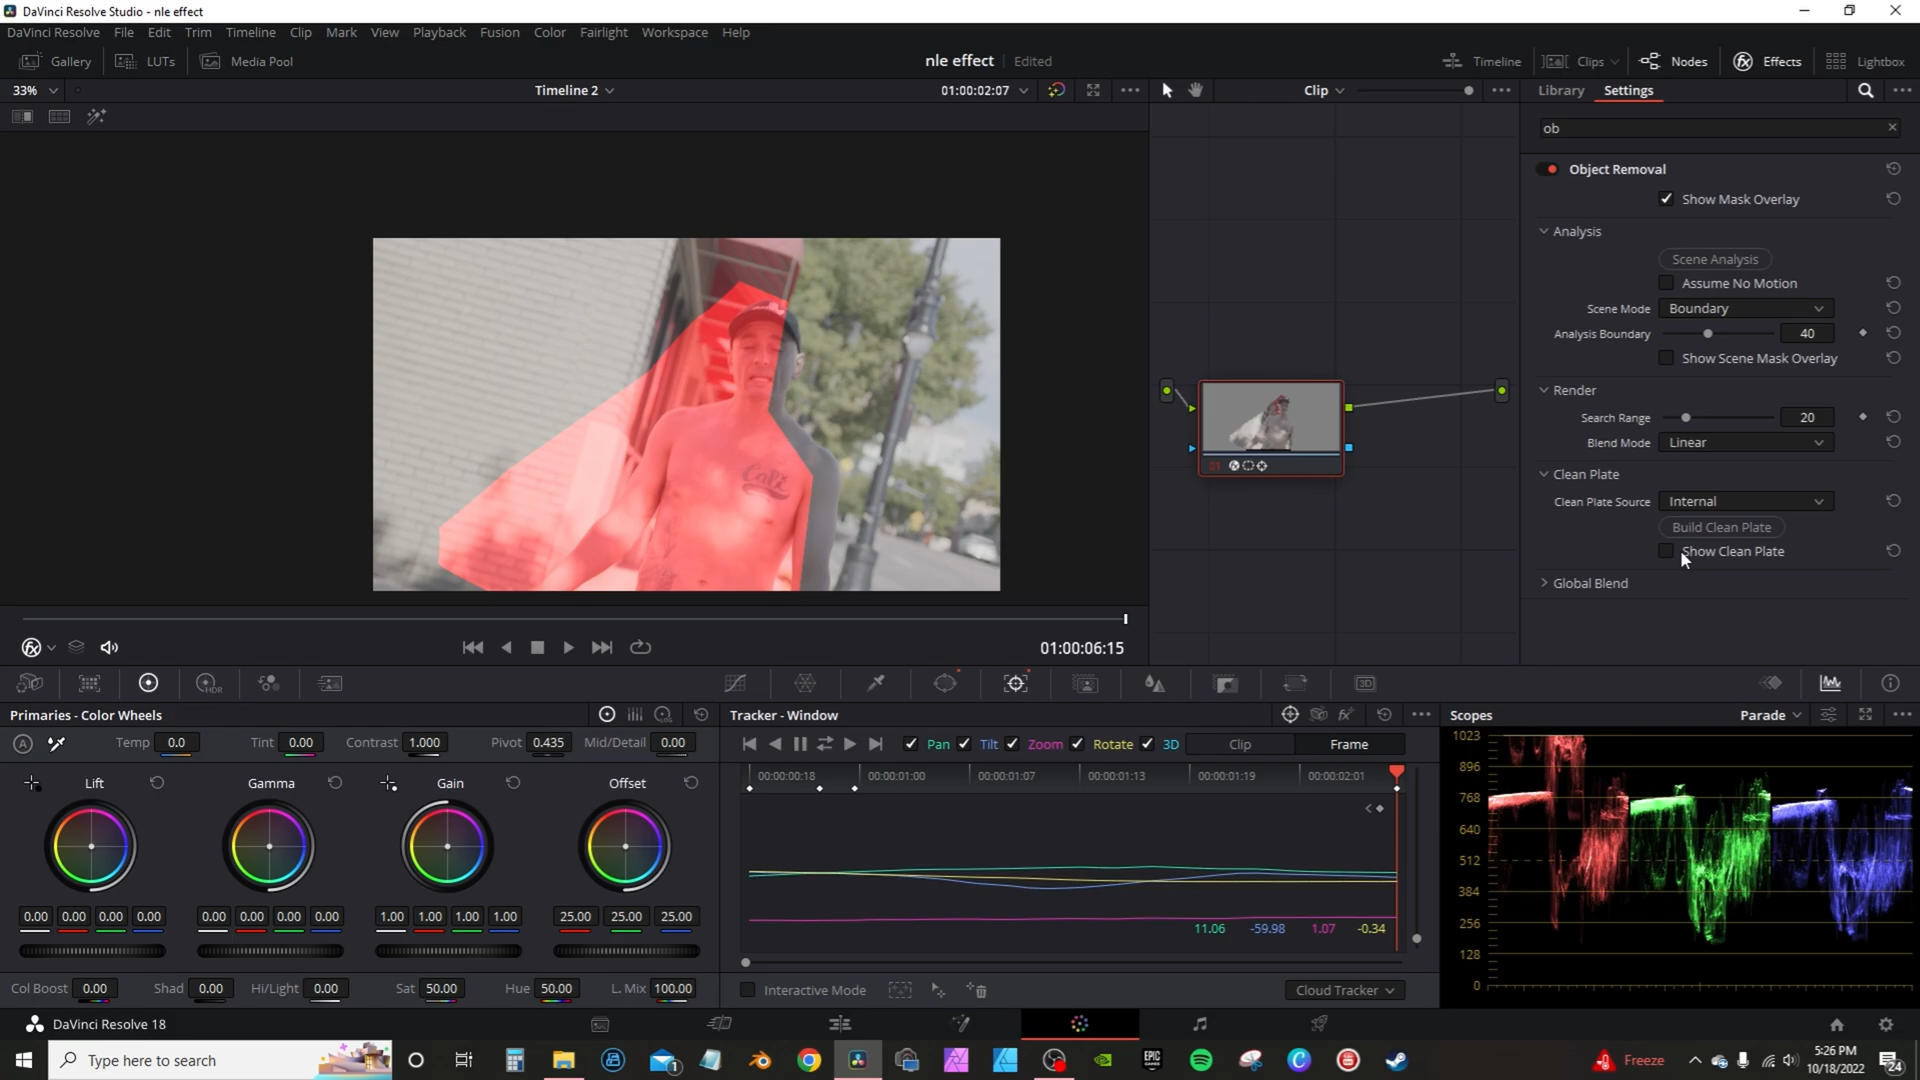 DaVinci Resolve Studio - nle effect
DaVinci Resolve File Edit Trim Timeline Clip Mark View Playback Fusion Color Fairlight Workspace Help
Gallery LUTs Media Pool nle effect Edited Timeline Clips Nodes Effects Lightbox
33% Timeline 2 01:00:02:07 Clip Library Settings
ob
Object Removal
Show Mask Overlay
Analysis
Scene Analysis
Assume No Motion
Scene Mode Boundary
Analysis Boundary 40
Show Scene Mask Overlay
Render
Search Range 20
Blend Mode Linear
Clean Plate
Clean Plate Source Internal
Build Clean Plate
Show Clean Plate
Global Blend
Cali
01
01:00:06:15
HDR
3D
Primaries - Color Wheels LOG Tracker - Window Scopes Parade
A Temp 0.0 Tint 0.00 Contrast 1.000 Pivot 0.435 Mid/Detail 0.00
Pan Tilt Zoom Rotate 3D Clip Frame
Lift Gamma Gain Offset
00:00:00:18 00:00:01:00 00:00:01:07 00:00:01:13 00:00:01:19 00:00:02:01
1023
896
768
640
512
384
256
128
0
0.00 0.00 0.00 0.00 0.00 0.00 0.00 0.00 1.00 1.00 1.00 1.00 25.00 25.00 25.00
11.06 -59.98 1.07 -0.34
Col Boost 0.00 Shad 0.00 Hi/Light 0.00 Sat 50.00 Hue 50.00 L. Mix 100.00
Interactive Mode Cloud Tracker
DaVinci Resolve 18
Type here to search
1
EPIC GAMES
Freeze
5:26 PM
10/18/2022
24